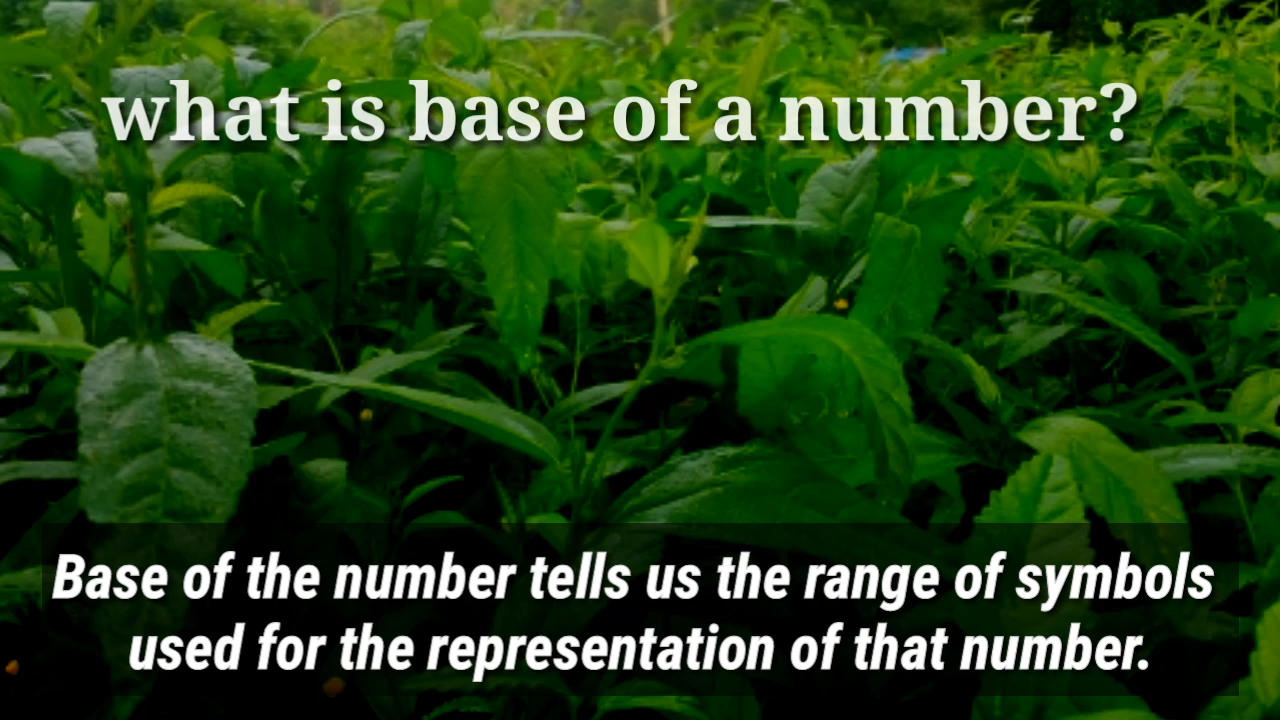 what is base of a number?
Base of the number tells us the range of symbols
used for the representation of that number.